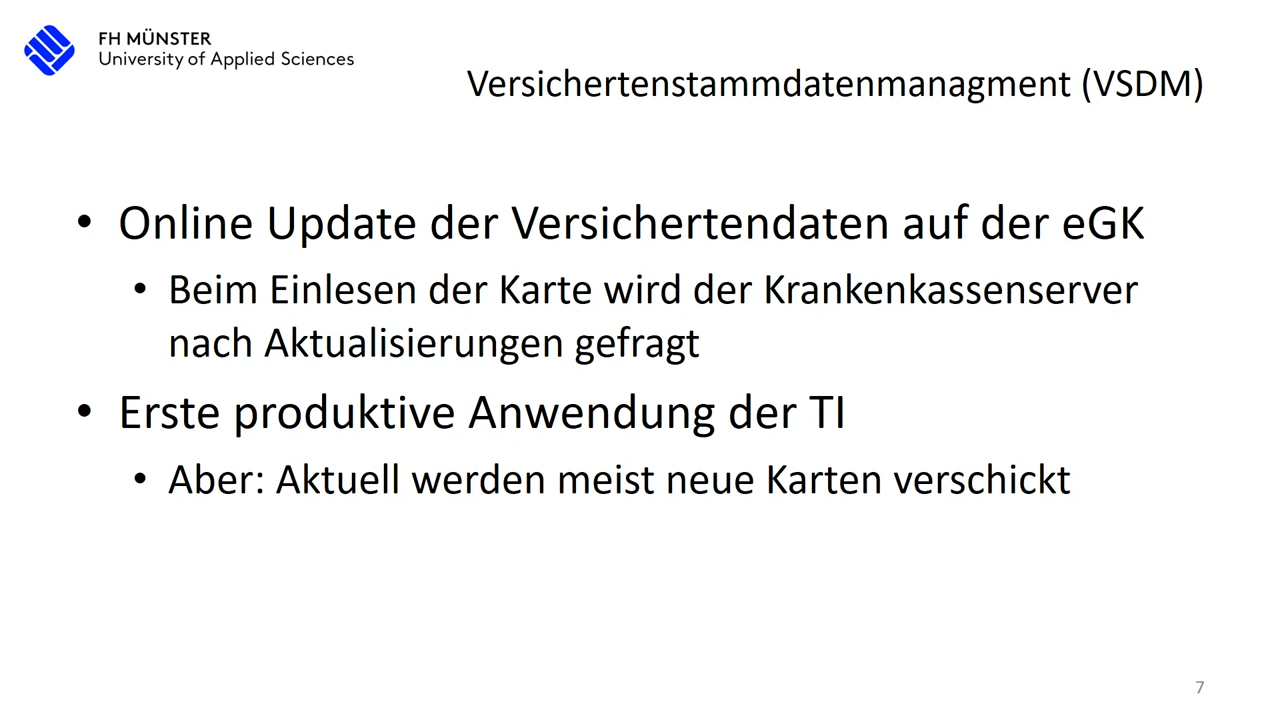 FH MÜNSTER
University of Applied Sciences
Versichertenstammdatenmanagment (VSDM)
• Online Update der Versichertendaten auf der eGK
• Beim Einlesen der Karte wird der Krankenkassenserver
nach Aktualisierungen gefragt
• Erste produktive Anwendung der TI
• Aber: Aktuell werden meist neue Karten verschickt
7